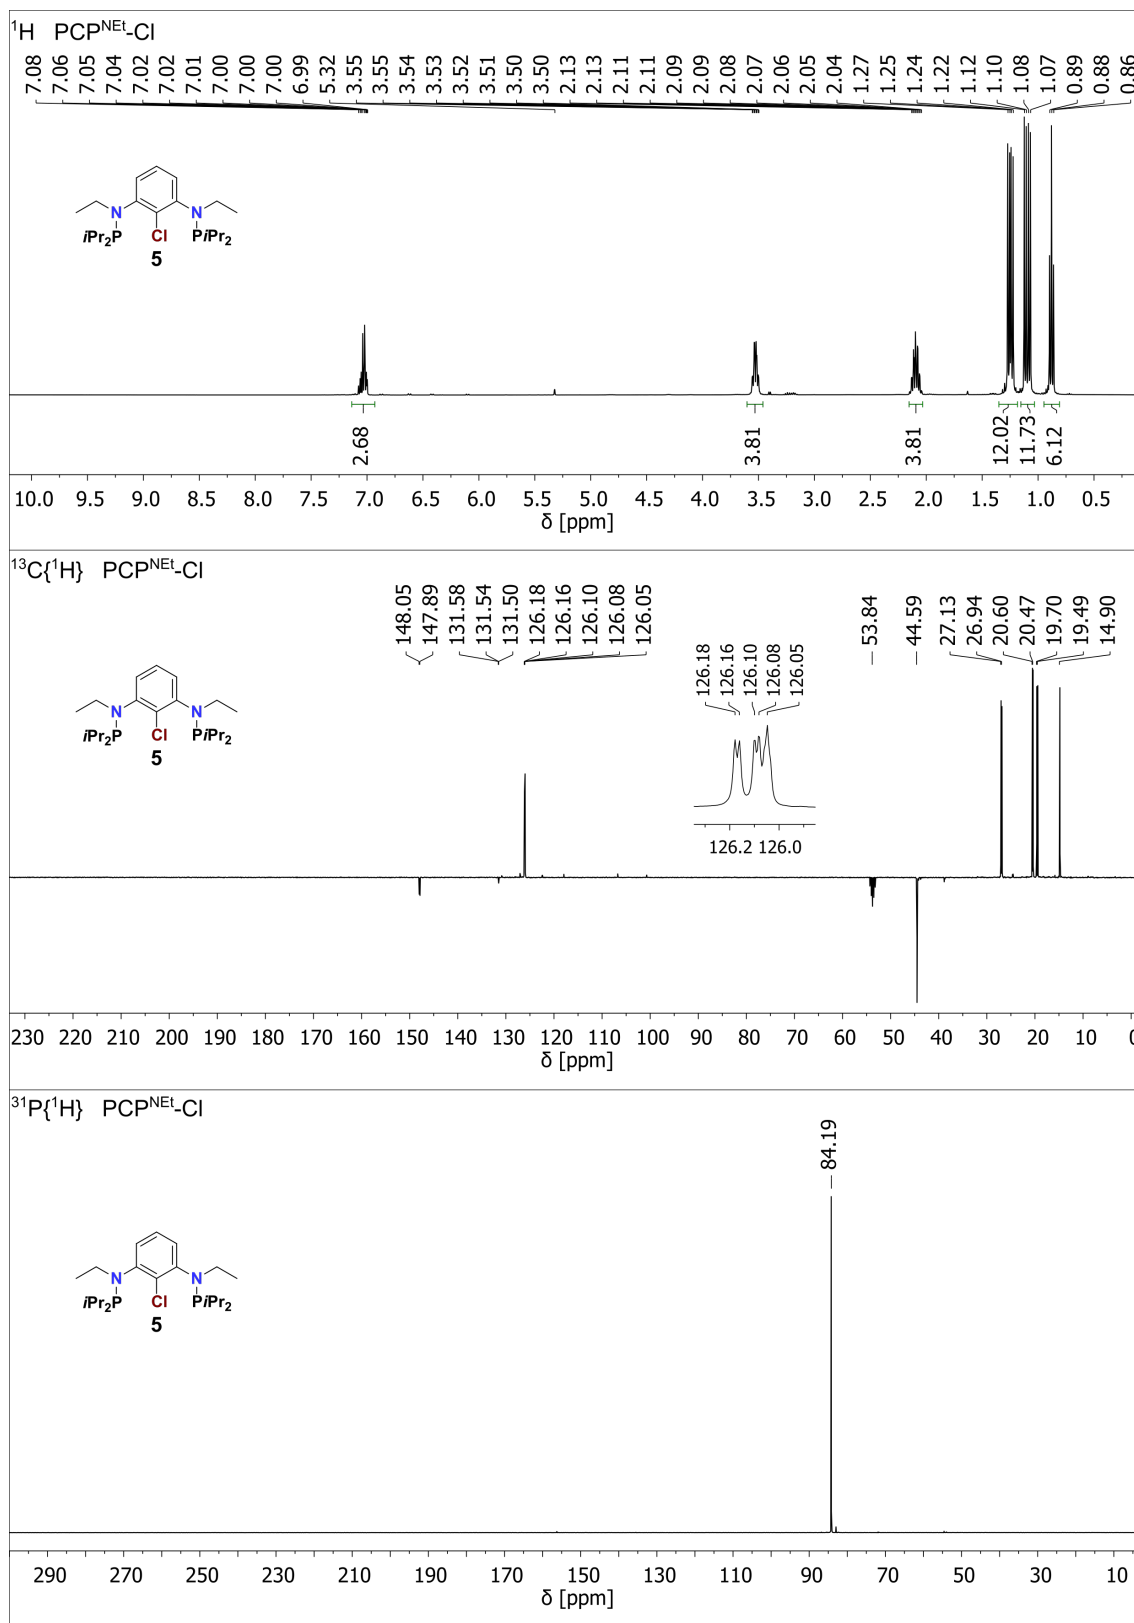 ¹H PCP^NEt-Cl
7.08 7.06 7.05 7.04 7.02 7.02 7.01 7.00 7.00 7.00 6.99 5.32 3.55 3.55 3.54 3.53 3.52 3.51 3.50 3.50 2.13 2.13 2.11 2.11 2.09 2.09 2.08 2.07 2.06 2.05 2.04 1.27 1.25 1.24 1.22 1.12 1.10 1.08 1.07 0.89 0.88 0.86
N N
iPr₂P Cl PiPr₂
5
2.68 3.81 3.81 12.02 11.73 6.12
10.0 9.5 9.0 8.5 8.0 7.5 7.0 6.5 6.0 5.5 5.0 4.5 4.0 3.5 3.0 2.5 2.0 1.5 1.0 0.5
δ [ppm]
¹³C{¹H} PCP^NEt-Cl
148.05 147.89 131.58 131.54 131.50 126.18 126.16 126.10 126.08 126.05 53.84 44.59 27.13 26.94 20.60 20.47 19.70 19.49 14.90
126.18 126.16 126.10 126.08 126.05
N N
iPr₂P Cl PiPr₂
5
126.2 126.0
230 220 210 200 190 180 170 160 150 140 130 120 110 100 90 80 70 60 50 40 30 20 10 0
δ [ppm]
³¹P{¹H} PCP^NEt-Cl
84.19
N N
iPr₂P Cl PiPr₂
5
290 270 250 230 210 190 170 150 130 110 90 80 70 60 50 40 30 20 10
δ [ppm]